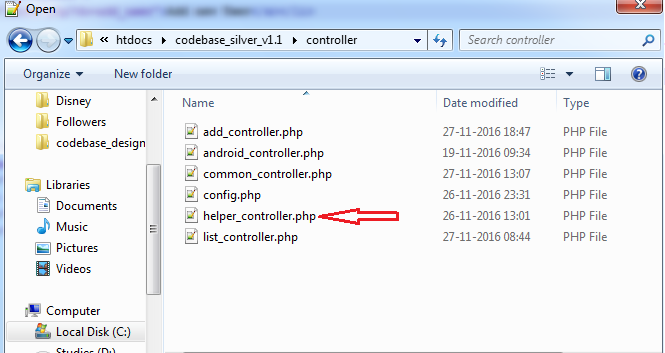 Open
« htdocs ▸ codebase_silver_v1.1 ▸ controller
Search controller
Organize New folder
Name Date modified Type
Disney
Followers
codebase_design
Libraries
Documents
Music
Pictures
Videos
Computer
Local Disk (C:)
Studies (D:)
add_controller.php 27-11-2016 18:47 PHP File
android_controller.php 19-11-2016 09:34 PHP File
common_controller.php 27-11-2016 13:07 PHP File
config.php 26-11-2016 23:31 PHP File
helper_controller.php 26-11-2016 13:01 PHP File
list_controller.php 27-11-2016 08:44 PHP File